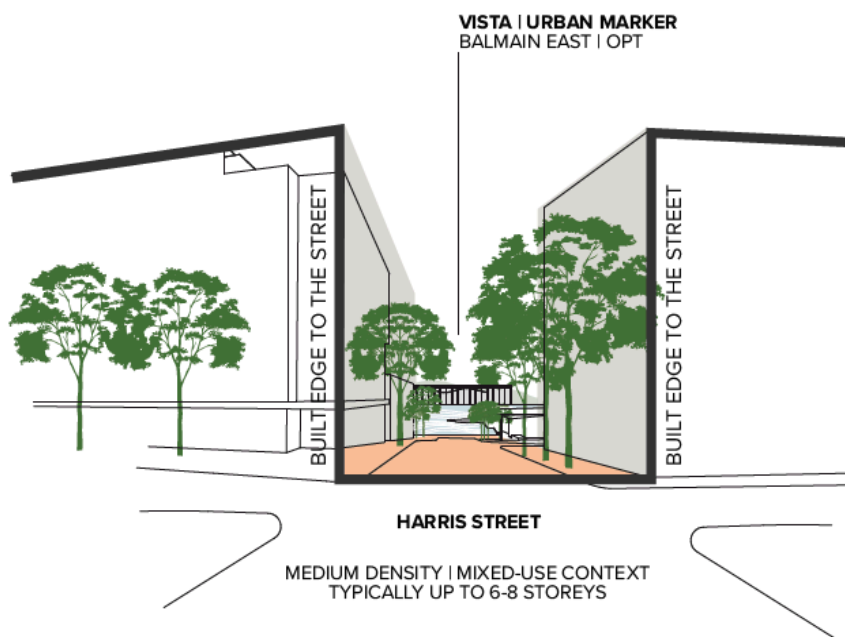 VISTA | URBAN MARKER
BALMAIN EAST | OPT
BUILT EDGE TO THE STREET
BUILT EDGE TO THE STREET
HARRIS STREET
MEDIUM DENSITY | MIXED-USE CONTEXT
TYPICALLY UP TO 6-8 STOREYS